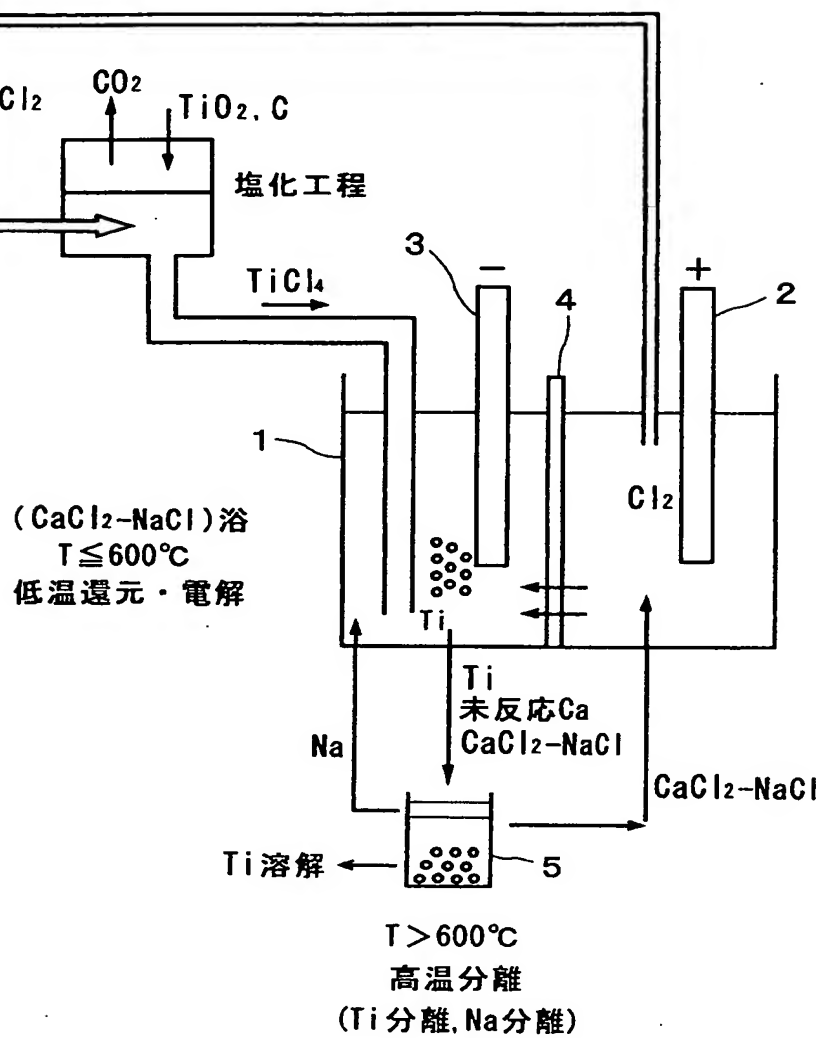 Cl₂
CO₂
TiO₂, C
塩化工程
TiCl₄
3
−
+
2
4
1
Cl₂
(CaCl₂-NaCl)浴
T≦600℃
低温還元・電解
Ti
Ti
未反応Ca
CaCl₂-NaCl
Na
CaCl₂-NaCl
Ti溶解
5
T>600℃
高温分離
(Ti分離,Na分離)